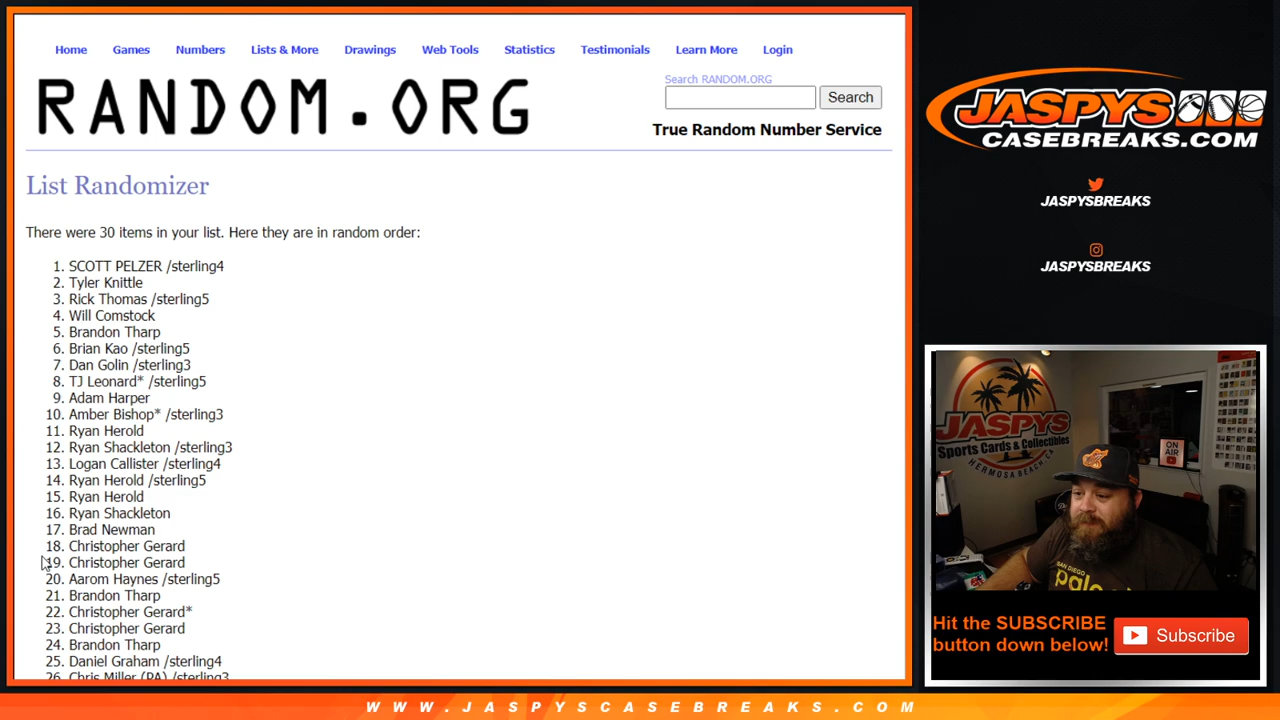 Home Games Numbers Lists & More Drawings Web Tools Statistics Testimonials Learn More Login
RANDOM.ORG
Search RANDOM.ORG
Search
True Random Number Service
List Randomizer
There were 30 items in your list. Here they are in random order:
1. SCOTT PELZER /sterling4
2. Tyler Knittle
3. Rick Thomas /sterling5
4. Will Comstock
5. Brandon Tharp
6. Brian Kao /sterling5
7. Dan Golin /sterling3
8. TJ Leonard* /sterling5
9. Adam Harper
10. Amber Bishop* /sterling3
11. Ryan Herold
12. Ryan Shackleton /sterling3
13. Logan Callister /sterling4
14. Ryan Herold /sterling5
15. Ryan Herold
16. Ryan Shackleton
17. Brad Newman
18. Christopher Gerard
19. Christopher Gerard
20. Aarom Haynes /sterling5
21. Brandon Tharp
22. Christopher Gerard*
23. Christopher Gerard
24. Brandon Tharp
25. Daniel Graham /sterling4
26. Chris Miller (PA) /sterling3
JASPYS
CASEBREAKS.COM
JASPYSBREAKS
JASPYSBREAKS
JASPYS
Sports Cards & Collectibles
HERMOSA BEACH, CA
ON
AIR
SAN DIEGO
Hit the SUBSCRIBE
button down below!
Subscribe
WWW.JASPYSCASEBREAKS.COM